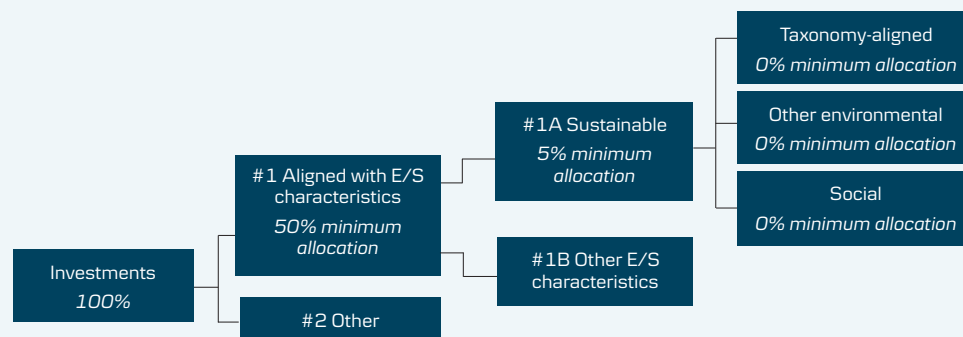 Taxonomy-aligned
0% minimum allocation
Other environmental
0% minimum allocation
Social
0% minimum allocation
#1A Sustainable
5% minimum
allocation
#1B Other E/S
characteristics
#1 Aligned with E/S
characteristics
50% minimum
allocation
#2 Other
Investments
100%